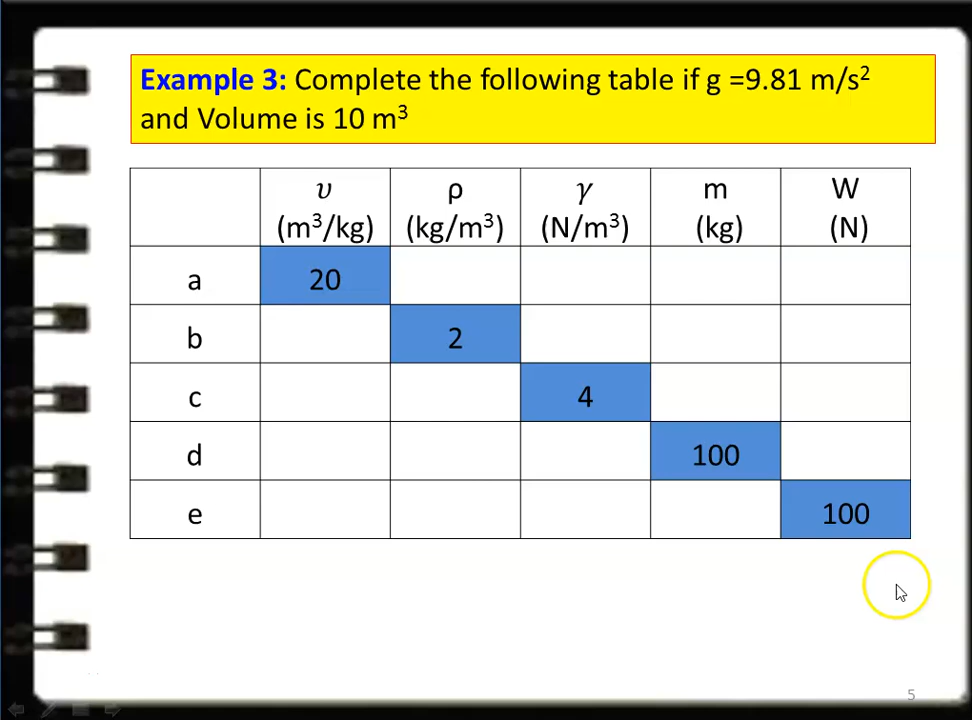 Example 3: Complete the following table if g =9.81 m/s²
and Volume is 10 m³
υ ρ γ m W
(m³/kg) (kg/m³) (N/m³) (kg) (N)
a 20
b 2
c 4
d 100
e 100
5